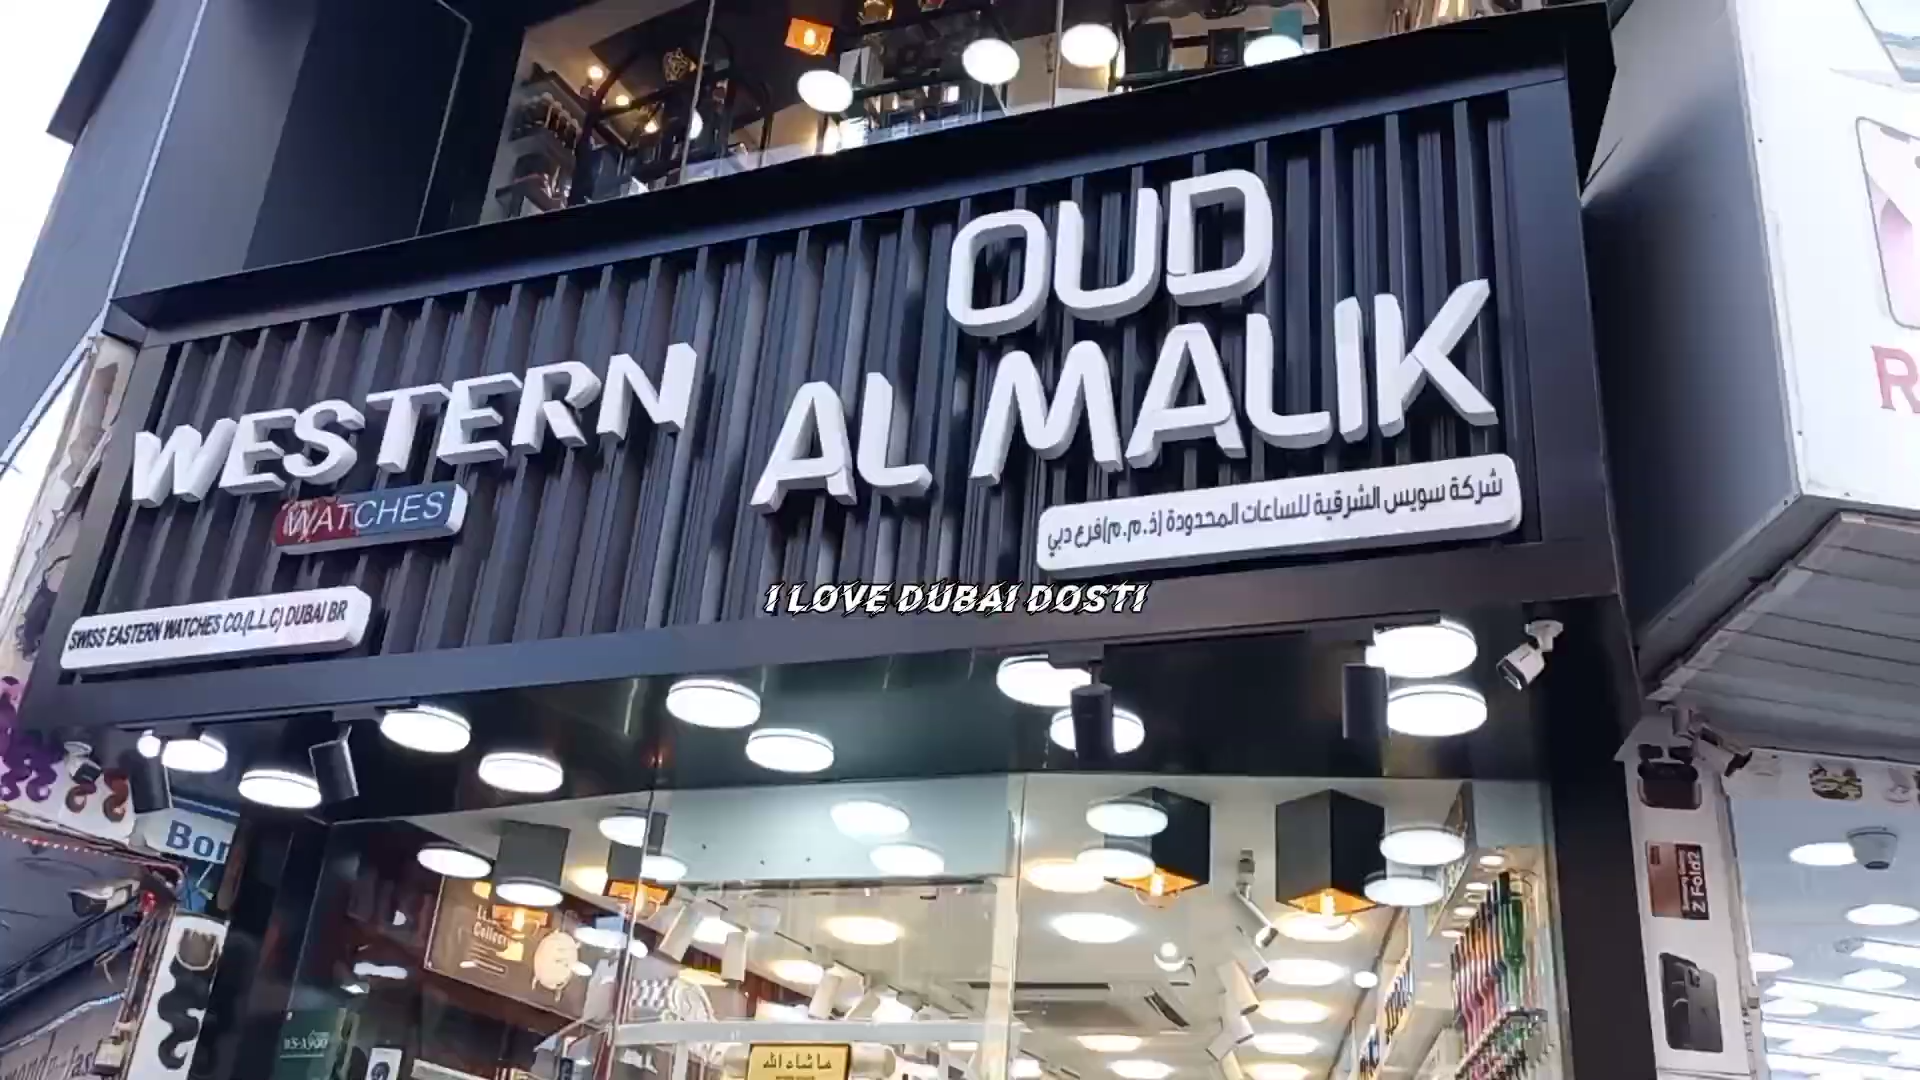 OUD
AL MALIK
WESTERN
WATCHES
شركة سويس الشرقية للساعات المحدودة (ذ.م.م) فرع دبي
SWISS EASTERN WATCHES CO.(L.L.C) DUBAI BR
I LOVE DUBAI DOSTI
Z Fold2
ما شاء الله